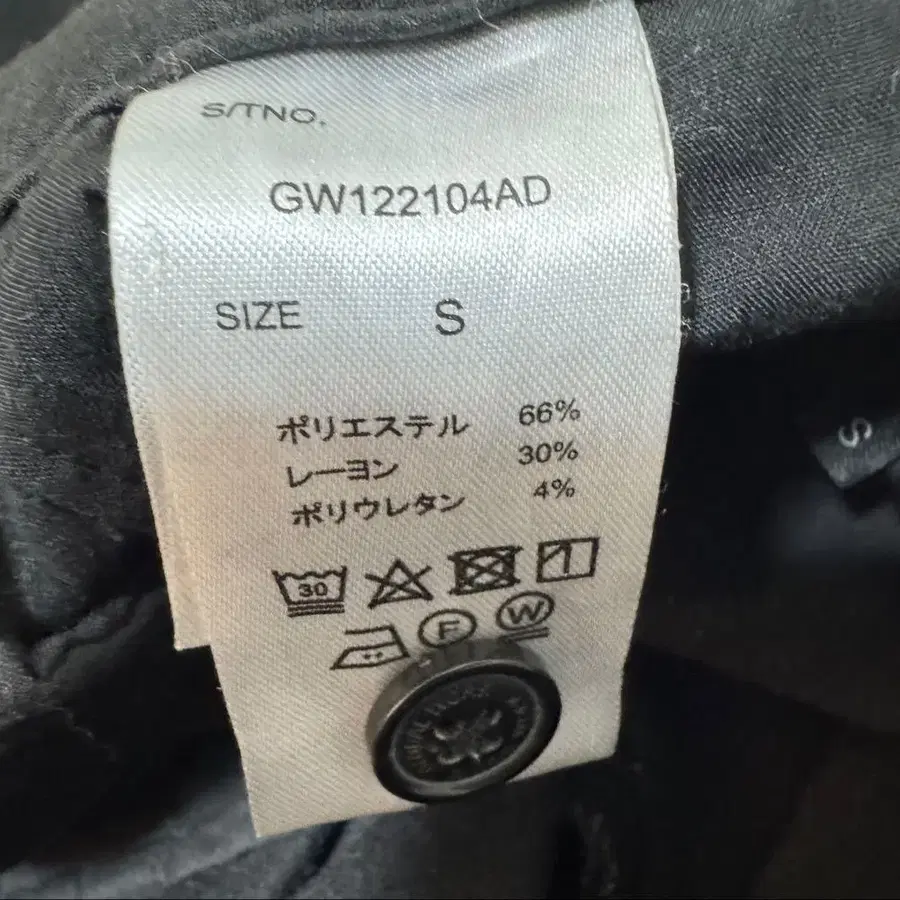 S/TNO.
GW122104AD
SIZE S
ポリエステル 66%
レーヨン 30%
ポリウレタン 4%
30
F W
S